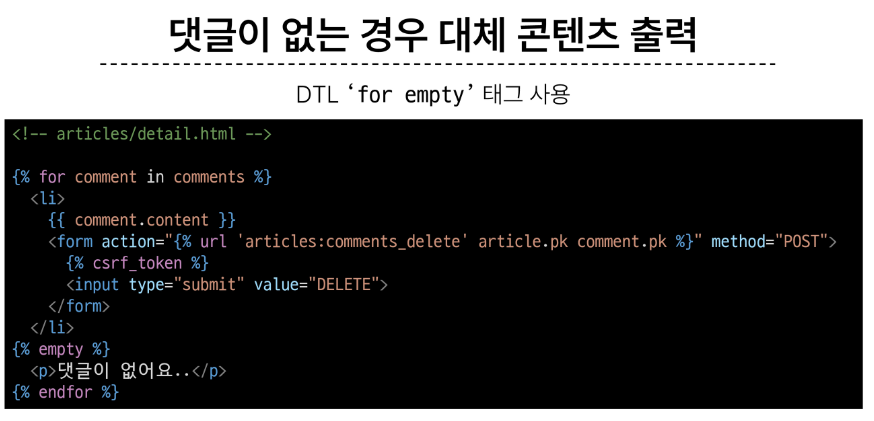 댓글이 없는 경우 대체 콘텐츠 출력
DTL ‘for empty’ 태그 사용
<!-- articles/detail.html -->
{% for comment in comments %}
<li>
{{ comment.content }}
<form action="{% url 'articles:comments_delete' article.pk comment.pk %}" method="POST">
{% csrf_token %}
<input type="submit" value="DELETE">
</form>
</li>
{% empty %}
<p>댓글이 없어요..</p>
{% endfor %}